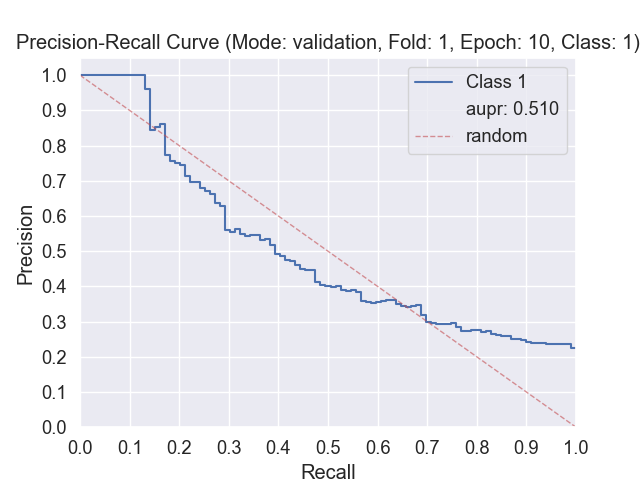 Precision-Recall Curve (Mode: validation, Fold: 1, Epoch: 10, Class: 1)
1.0
0.9
0.8
0.7
0.6
0.5
0.4
0.3
0.2
0.1
0.0
Precision
Class 1
aupr: 0.510
random
0.0 0.1 0.2 0.3 0.4 0.5 0.6 0.7 0.8 0.9 1.0
Recall